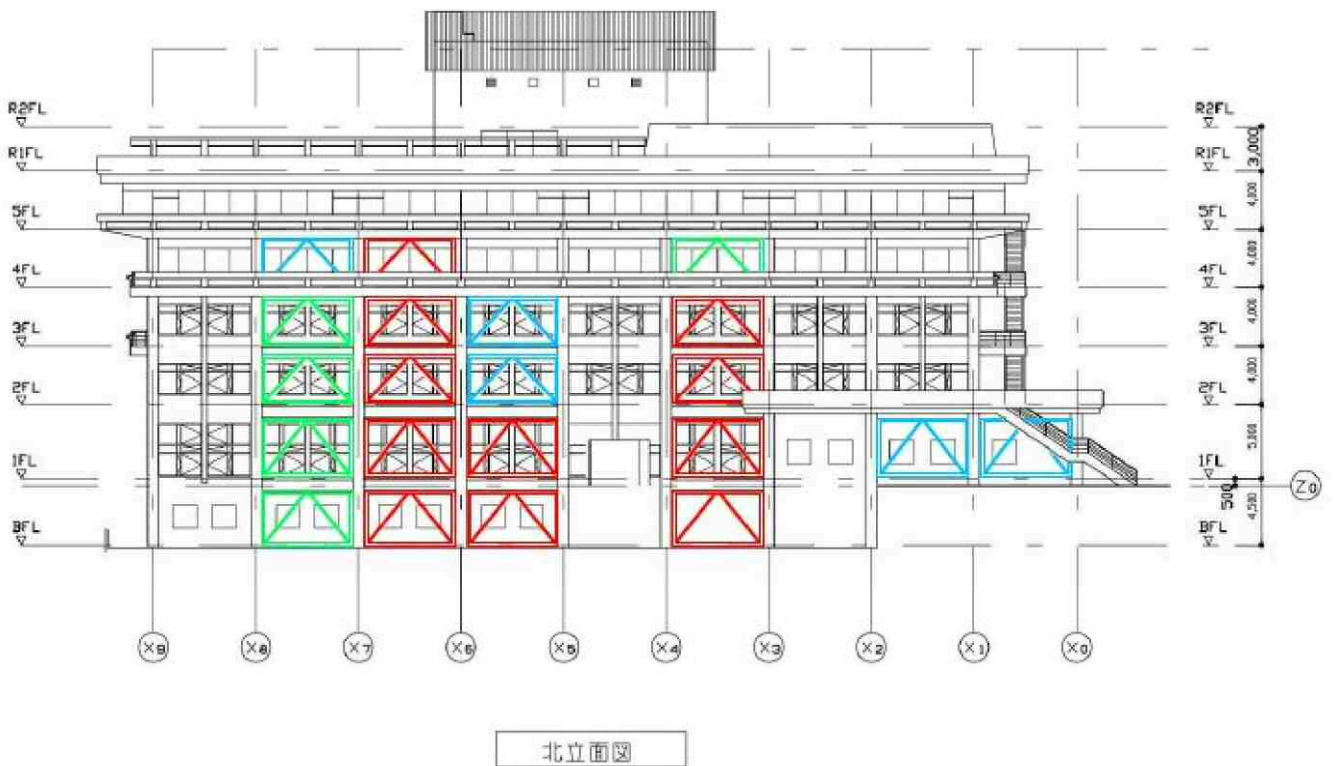 R2FL
R2FL
3,000
R1FL
R1FL
4,000
5FL
5FL
4,000
4FL
4FL
4,000
3FL
3FL
4,000
2FL
2FL
5,000
1FL
1FL
500
Z0
4,500
BFL
BFL
X9
X8
X7
X6
X5
X4
X3
X2
X1
X0
北立面図